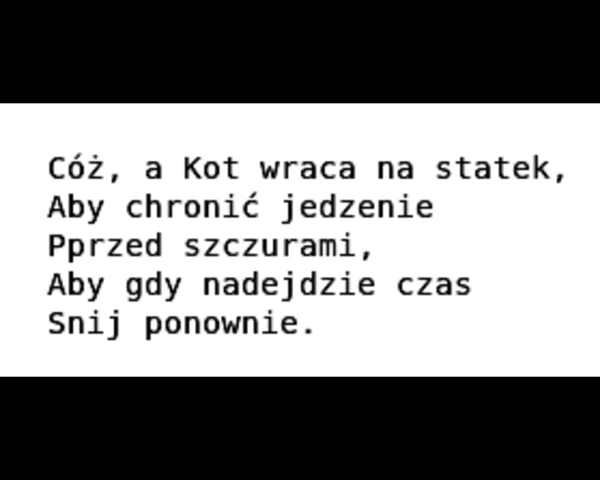 Cóż, a Kot wraca na statek,
Aby chronić jedzenie
Pprzed szczurami,
Aby gdy nadejdzie czas
Snij ponownie.